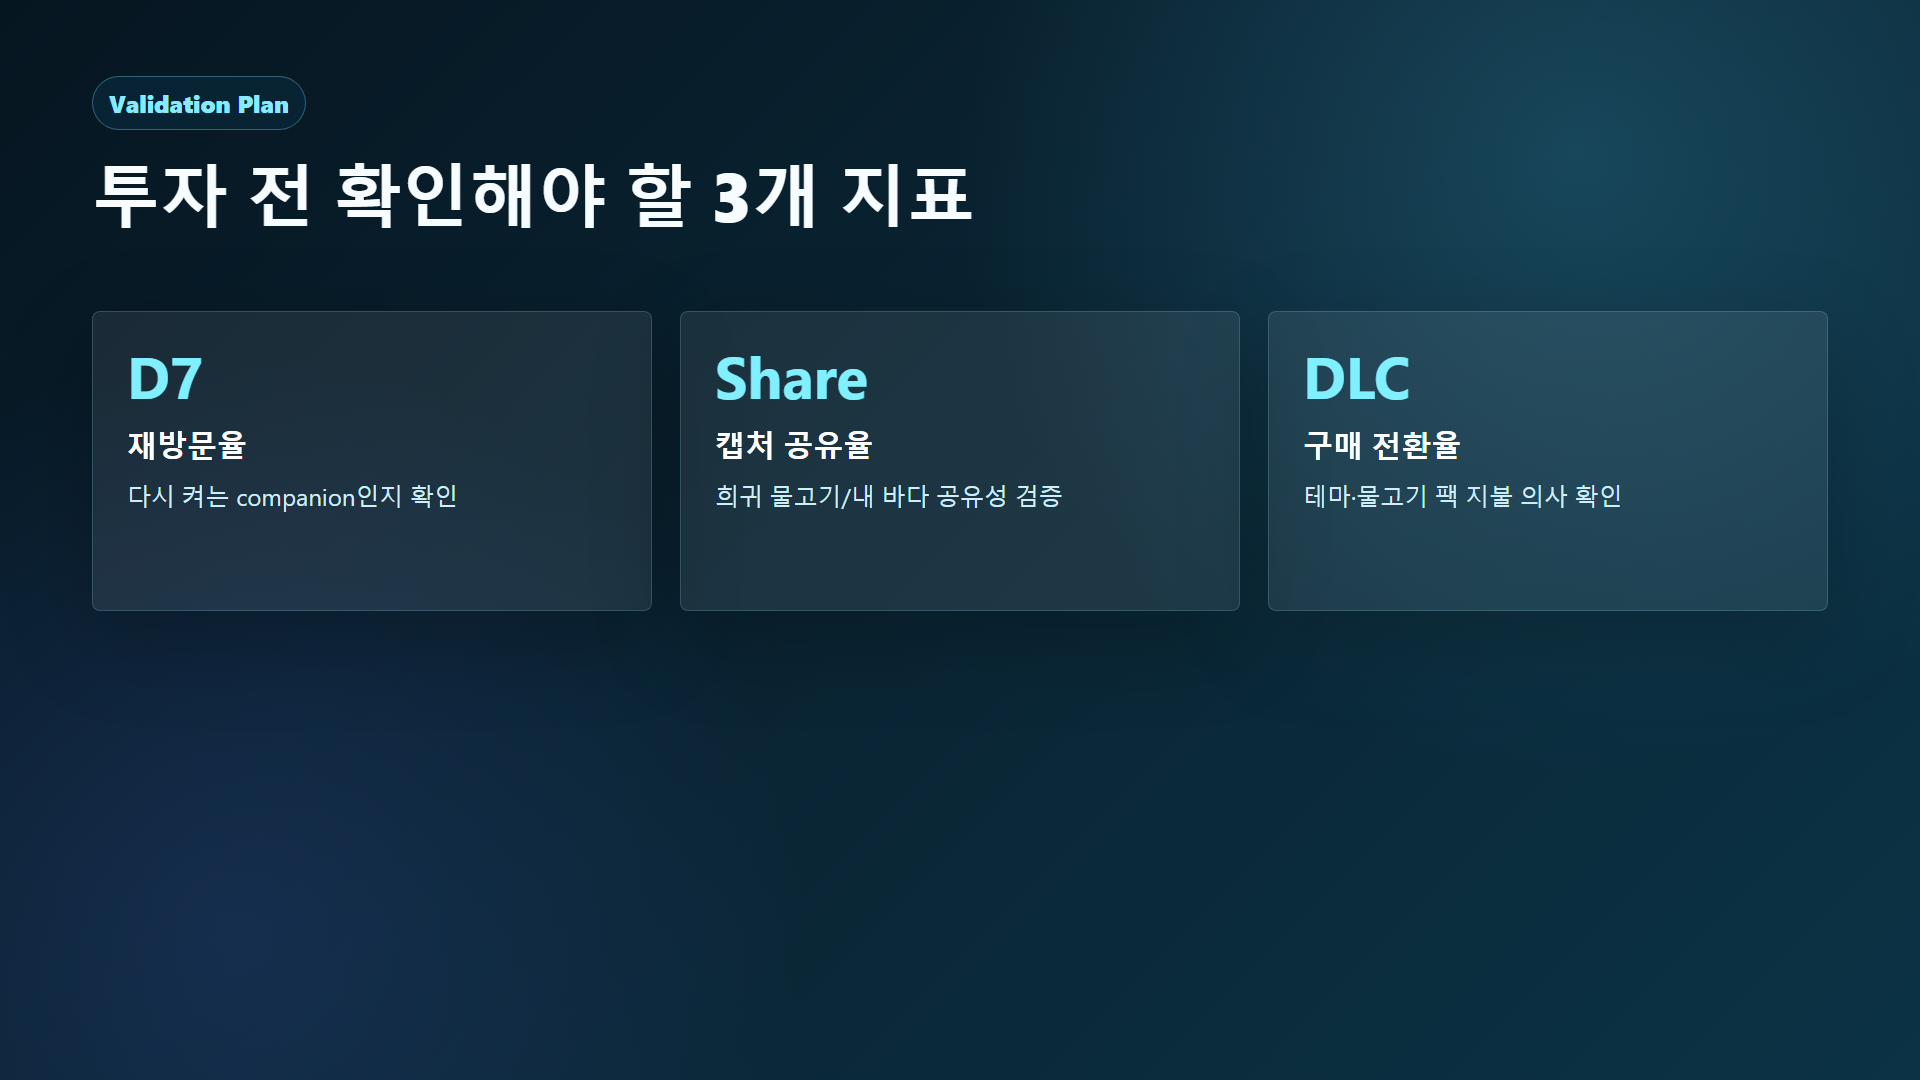 Validation Plan
투자 전 확인해야 할 3개 지표
D7
재방문율
다시 켜는 companion인지 확인
Share
캡처 공유율
희귀 물고기/내 바다 공유성 검증
DLC
구매 전환율
테마·물고기 팩 지불 의사 확인